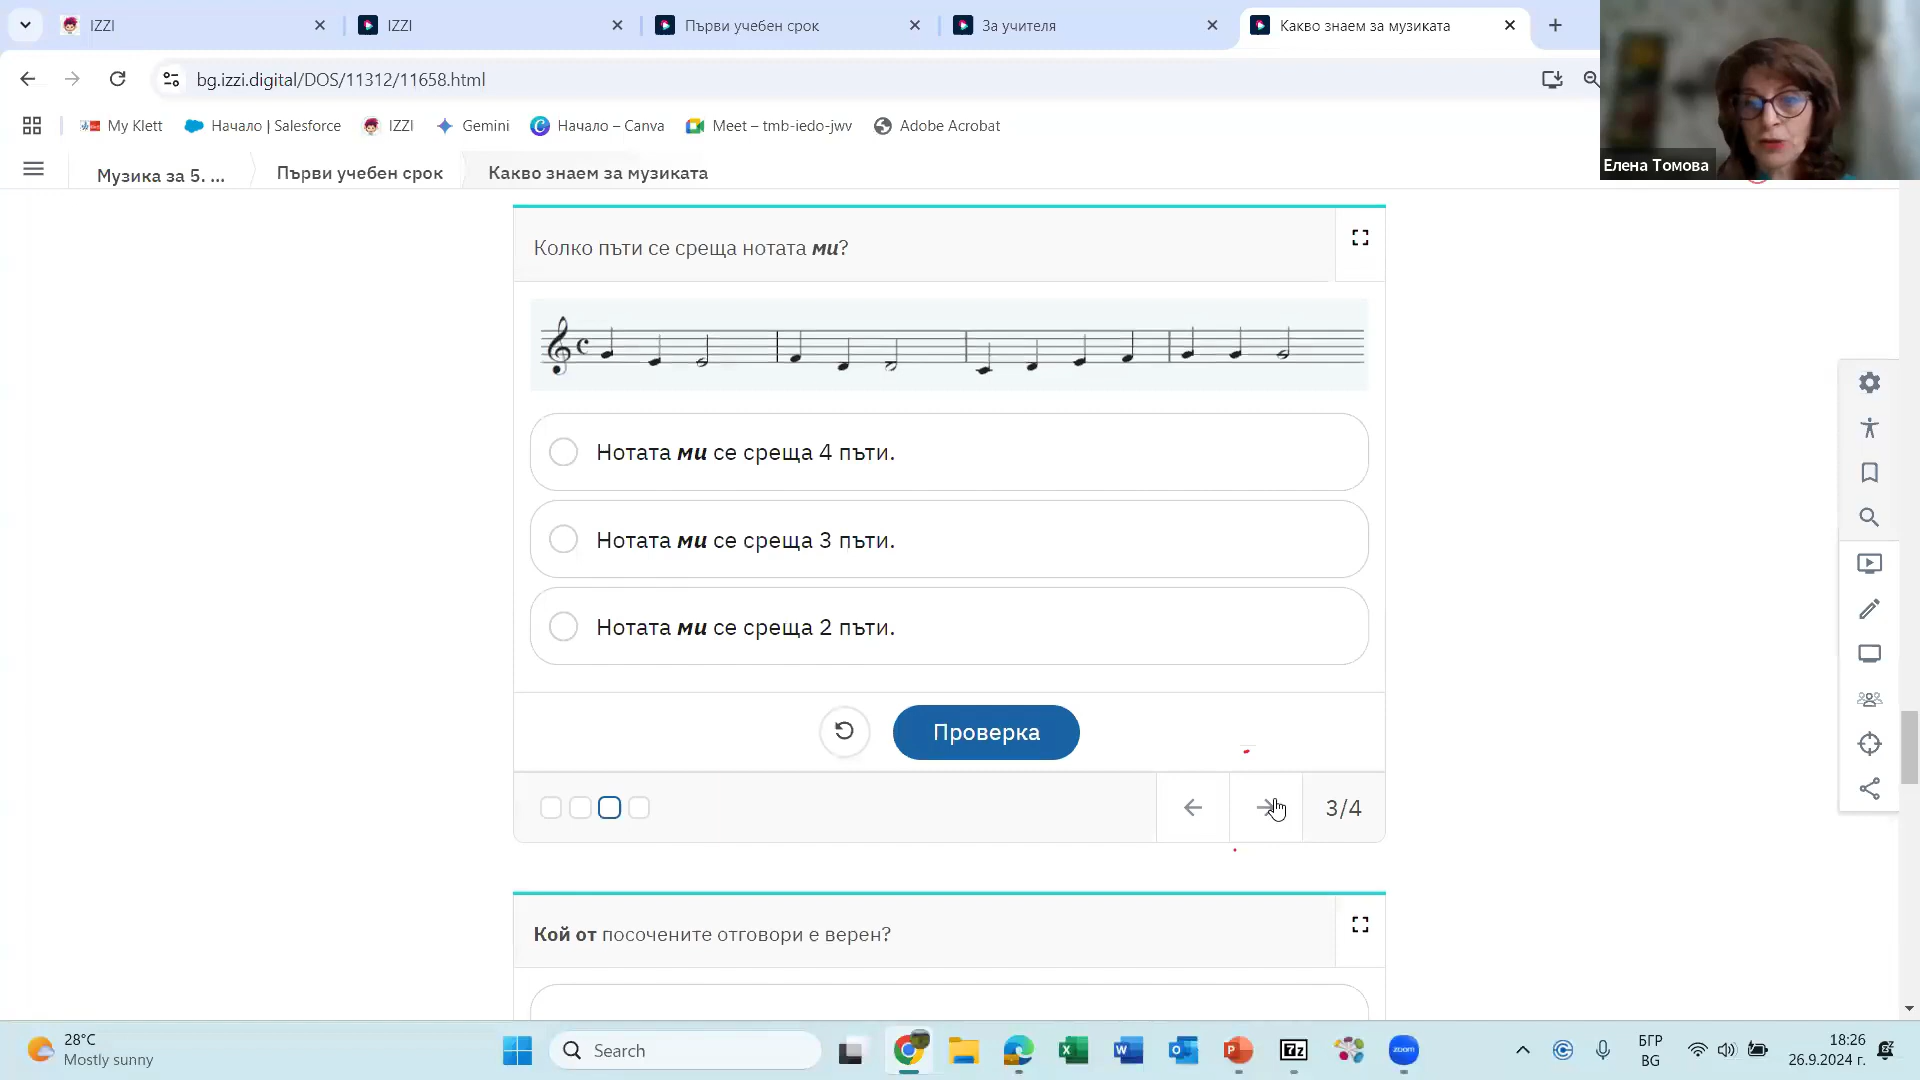 IZZI
IZZI
Първи учебен срок
За учителя
Какво знаем за музиката
bg.izzi.digital/DOS/11312/11658.html
My Klett
Начало | Salesforce
IZZI
Gemini
Начало – Canva
Meet – tmb-iedo-jwv
Adobe Acrobat
Елена Томова
Музика за 5. ...
Първи учебен срок
Какво знаем за музиката
Колко пъти се среща нотата ми?
Нотата ми се среща 4 пъти.
Нотата ми се среща 3 пъти.
Нотата ми се среща 2 пъти.
Проверка
3/4
Кой от посочените отговори е верен?
28°C
Mostly sunny
Search
7z
zoom
БГР
BG
18:26
26.9.2024 г.